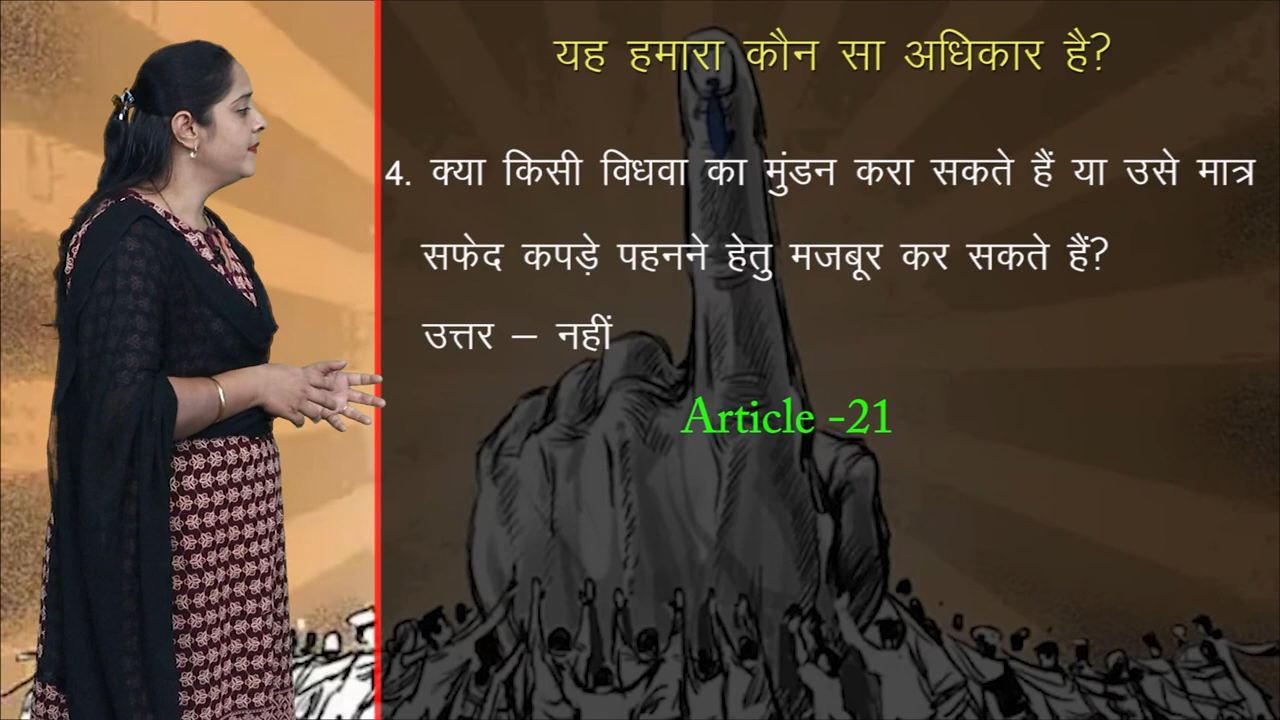 यह हमारा कौन सा अधिकार है?
4. क्या किसी विधवा का मुंडन करा सकते हैं या उसे मात्र
सफेद कपड़े पहनने हेतु मजबूर कर सकते हैं?
उत्तर – नहीं
Article -21